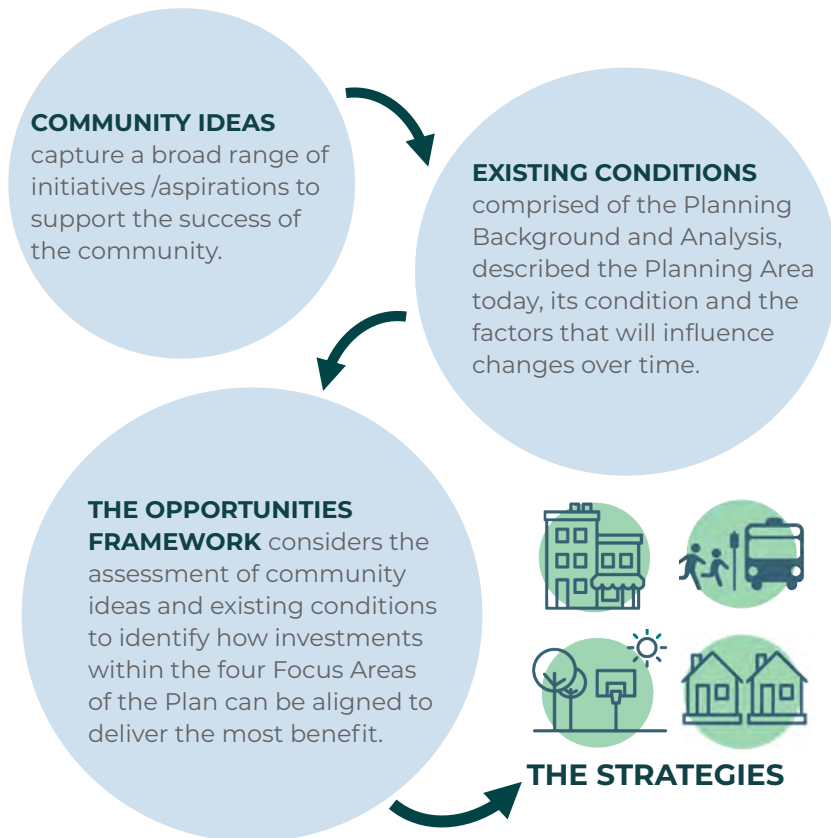 COMMUNITY IDEAS
capture a broad range of
initiatives /aspirations to
support the success of
the community.
EXISTING CONDITIONS
comprised of the Planning
Background and Analysis,
described the Planning Area
today, its condition and the
factors that will influence
changes over time.
THE OPPORTUNITIES
FRAMEWORK considers the
assessment of community
ideas and existing conditions
to identify how investments
within the four Focus Areas
of the Plan can be aligned to
deliver the most benefit.
THE STRATEGIES